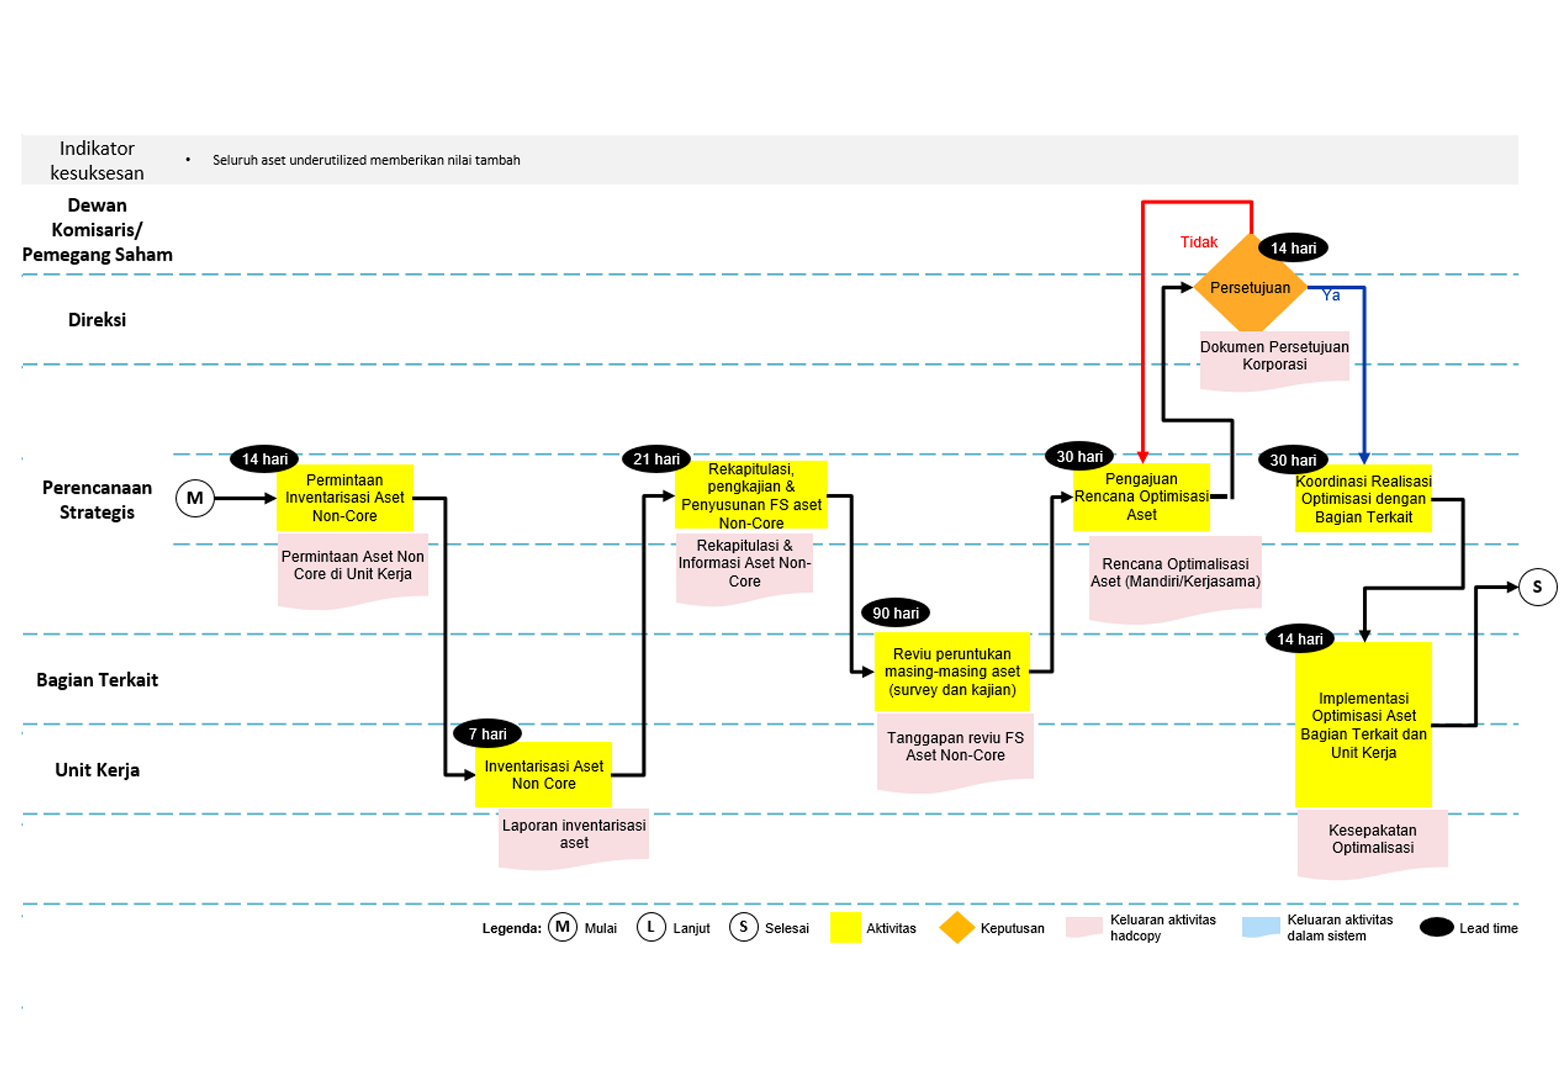 Indikator
kesuksesan
• Seluruh aset underutilized memberikan nilai tambah
Dewan
Komisaris/
Pemegang Saham
Tidak
14 hari
Persetujuan
Ya
Direksi
Dokumen Persetujuan
Korporasi
Perencanaan
Strategis
M
14 hari
Permintaan
Inventarisasi Aset
Non-Core
Permintaan Aset Non
Core di Unit Kerja
21 hari
Rekapitulasi,
pengkajian &
Penyusunan FS aset
Non-Core
Rekapitulasi &
Informasi Aset Non-
Core
30 hari
Pengajuan
Rencana Optimisasi
Aset
Rencana Optimalisasi
Aset (Mandiri/Kerjasama)
30 hari
Koordinasi Realisasi
Optimisasi dengan
Bagian Terkait
S
Bagian Terkait
90 hari
Reviu peruntukan
masing-masing aset
(survey dan kajian)
Tanggapan reviu FS
Aset Non-Core
14 hari
Implementasi
Optimisasi Aset
Bagian Terkait dan
Unit Kerja
Kesepakatan
Optimalisasi
Unit Kerja
7 hari
Inventarisasi Aset
Non Core
Laporan inventarisasi
aset
Legenda: M Mulai L Lanjut S Selesai Aktivitas Keputusan
Keluaran aktivitas
hadcopy
Keluaran aktivitas
dalam sistem
Lead time